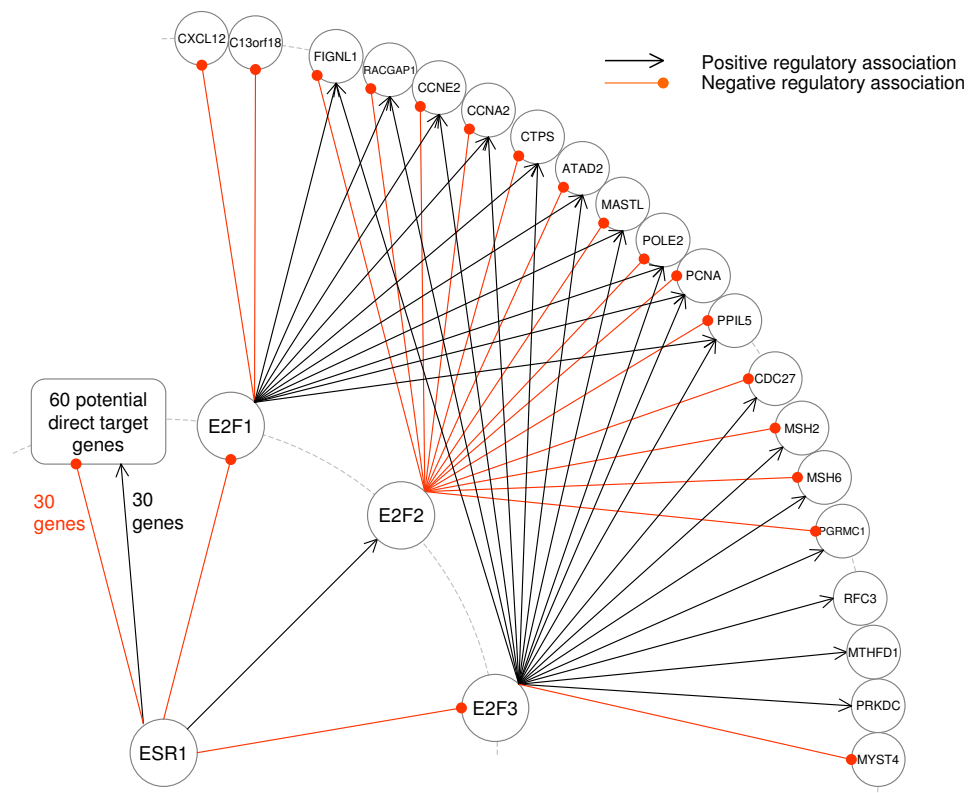 CXCL12
C13orf18
FIGNL1
RACGAP1
CCNE2
CCNA2
CTPS
ATAD2
MASTL
POLE2
PCNA
PPIL5
CDC27
MSH2
MSH6
PGRMC1
RFC3
MTHFD1
PRKDC
MYST4
Positive regulatory association
Negative regulatory association
60 potential
direct target
genes
E2F1
30
genes
30
genes
E2F2
E2F3
ESR1